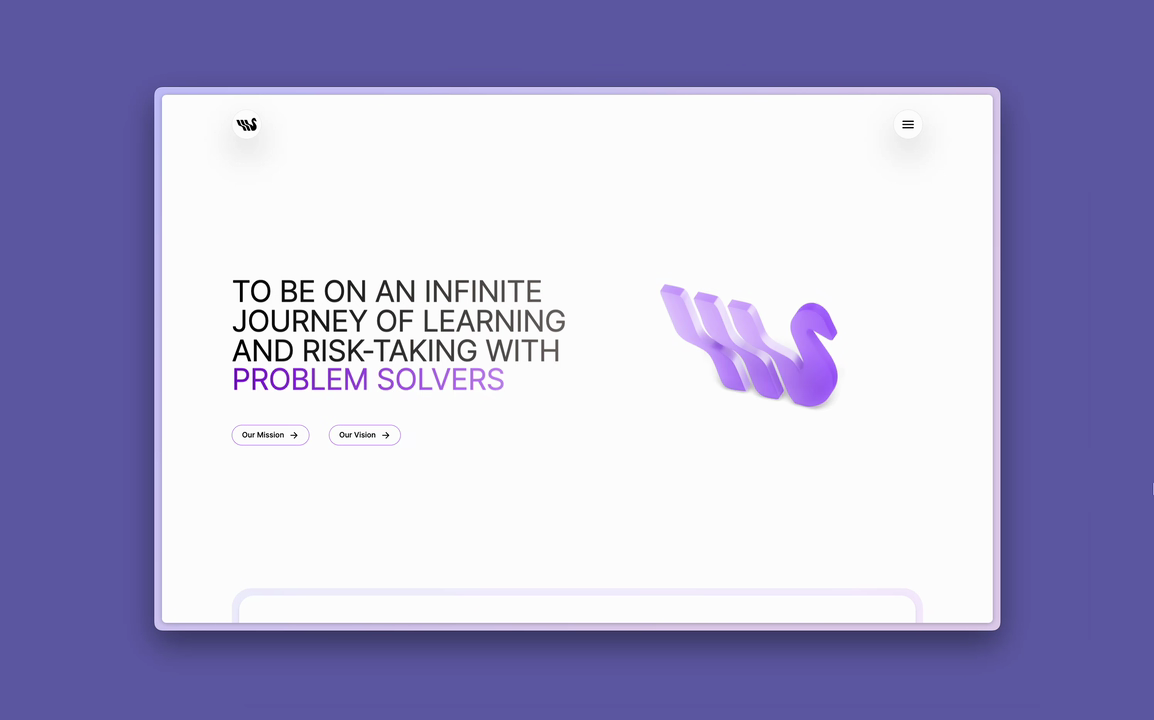 TO BE ON AN INFINITE
JOURNEY OF LEARNING
AND RISK-TAKING WITH
PROBLEM SOLVERS
Our Mission →
Our Vision →